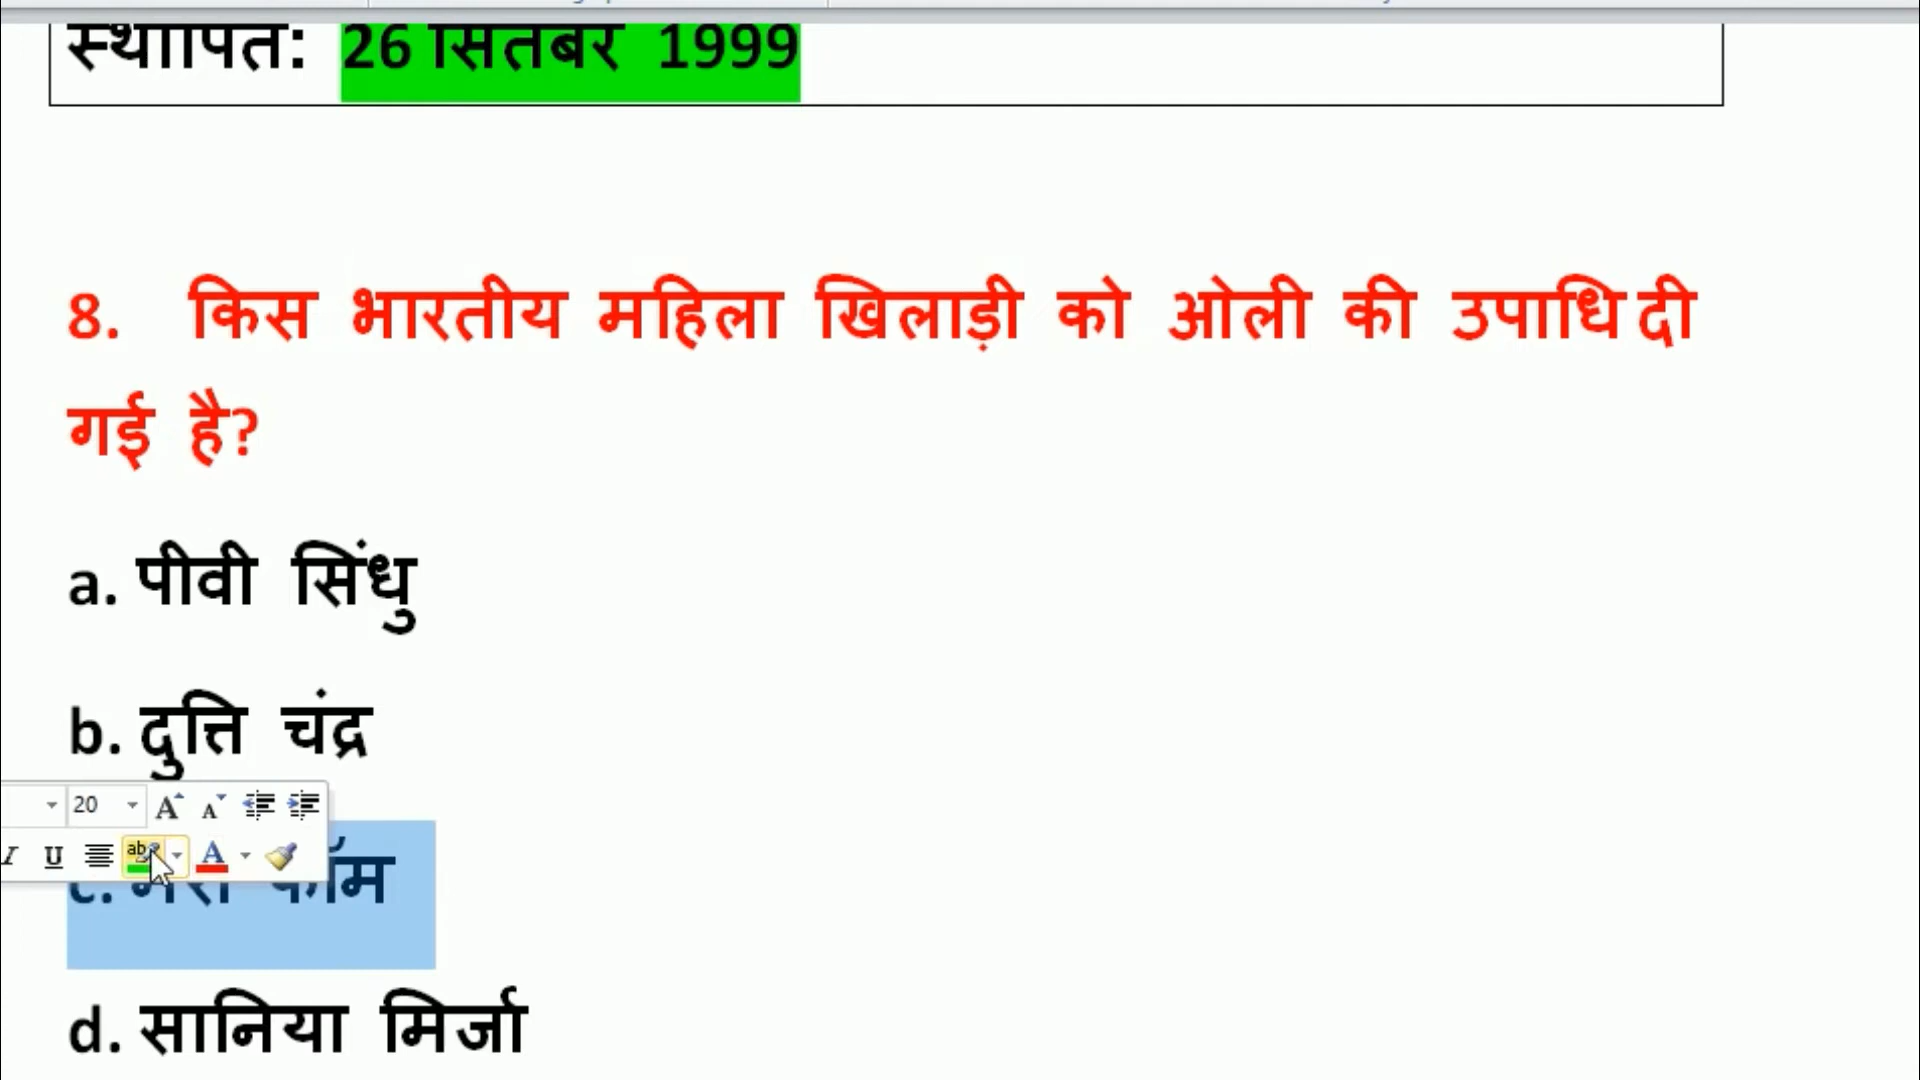 स्थापित: 26 सितंबर 1999
8. किस भारतीय महिला खिलाड़ी को ओली की उपाधि दी
गई है?
a. पीवी सिंधु
b. दुत्ति चंद्र
20
c. मैरी कॉम
d. सानिया मिर्जा